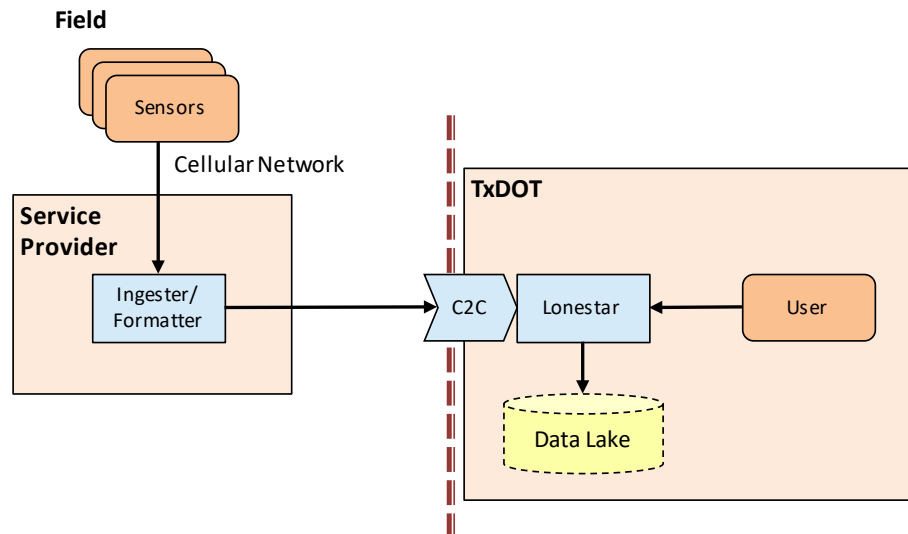 Field
Sensors
Cellular Network
TxDOT
Service
Provider
Ingester/
Formatter
C2C
Lonestar
User
Data Lake